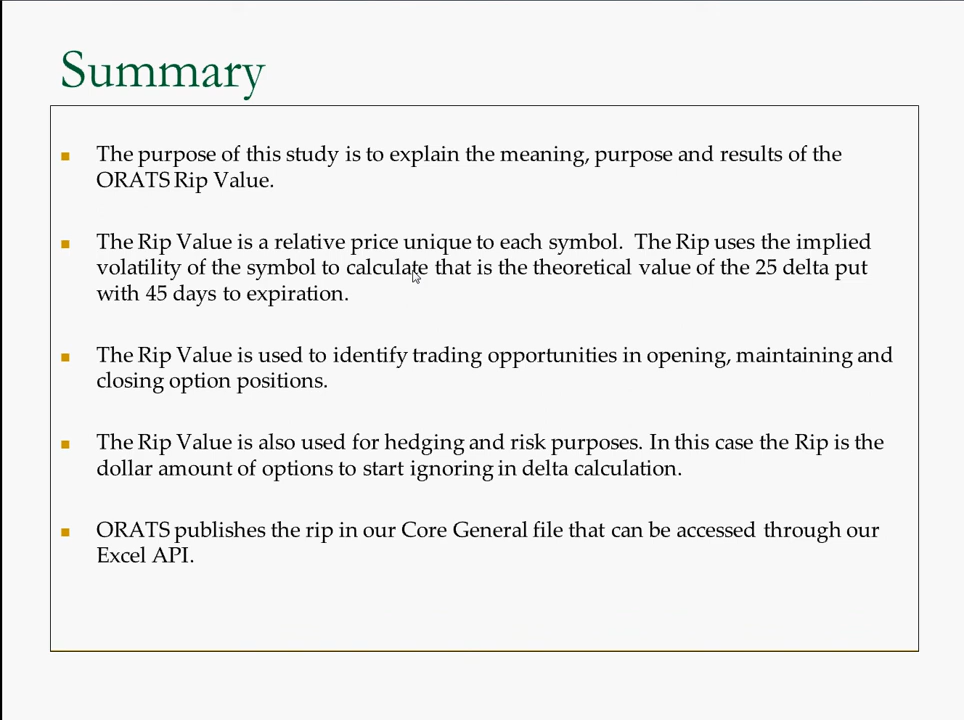 Summary
The purpose of this study is to explain the meaning, purpose and results of the
ORATS Rip Value.
The Rip Value is a relative price unique to each symbol.  The Rip uses the implied
volatility of the symbol to calculate that is the theoretical value of the 25 delta put
with 45 days to expiration.
The Rip Value is used to identify trading opportunities in opening, maintaining and
closing option positions.
The Rip Value is also used for hedging and risk purposes. In this case the Rip is the
dollar amount of options to start ignoring in delta calculation.
ORATS publishes the rip in our Core General file that can be accessed through our
Excel API.